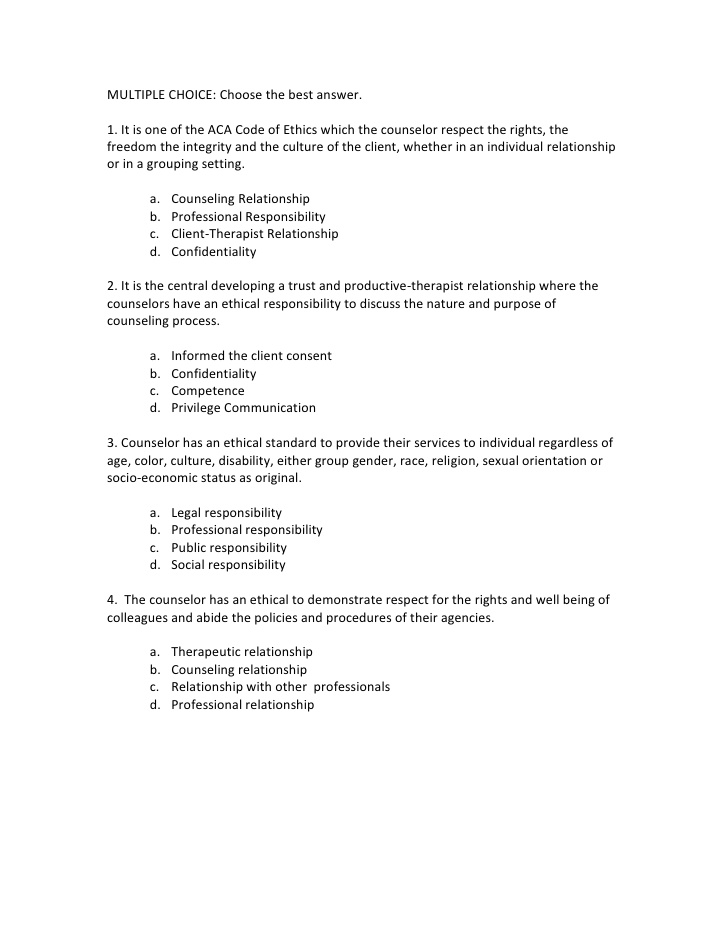 MULTIPLE CHOICE: Choose the best answer.
1. It is one of the ACA Code of Ethics which the counselor respect the rights, the
freedom the integrity and the culture of the client, whether in an individual relationship
or in a grouping setting.
a. Counseling Relationship
b. Professional Responsibility
c. Client-Therapist Relationship
d. Confidentiality
2. It is the central developing a trust and productive-therapist relationship where the
counselors have an ethical responsibility to discuss the nature and purpose of
counseling process.
a. Informed the client consent
b. Confidentiality
c. Competence
d. Privilege Communication
3. Counselor has an ethical standard to provide their services to individual regardless of
age, color, culture, disability, either group gender, race, religion, sexual orientation or
socio-economic status as original.
a. Legal responsibility
b. Professional responsibility
c. Public responsibility
d. Social responsibility
4. The counselor has an ethical to demonstrate respect for the rights and well being of
colleagues and abide the policies and procedures of their agencies.
a. Therapeutic relationship
b. Counseling relationship
c. Relationship with other professionals
d. Professional relationship